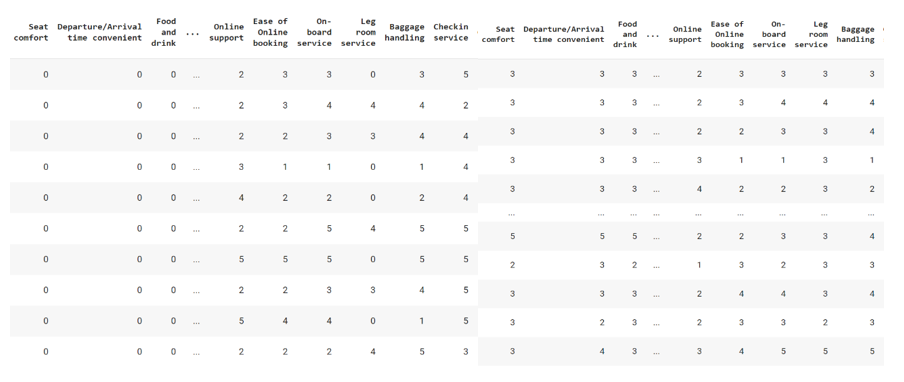 Seat comfort Departure/Arrival time convenient Food and drink ... Online support Ease of Online booking On-board service Leg room service Baggage handling Checkin service
0 0 0 ... 2 3 3 0 3 5
0 0 0 ... 2 3 4 4 4 2
0 0 0 ... 2 2 3 3 4 4
0 0 0 ... 3 1 1 0 1 4
0 0 0 ... 4 2 2 0 2 4
0 0 0 ... 2 2 5 4 5 5
0 0 0 ... 5 5 5 0 5 5
0 0 0 ... 2 2 3 3 4 5
0 0 0 ... 5 4 4 0 1 5
0 0 0 ... 2 2 2 4 5 3
Seat comfort Departure/Arrival time convenient Food and drink ... Online support Ease of Online booking On-board service Leg room service Baggage handling
3 3 3 ... 2 3 3 3 3
3 3 3 ... 2 3 4 4 4
3 3 3 ... 2 2 3 3 4
3 3 3 ... 3 1 1 3 1
3 3 3 ... 4 2 2 3 2
... ... ... ... ... ... ... ... ...
5 5 5 ... 2 2 3 3 4
2 3 2 ... 1 3 2 3 3
3 3 3 ... 2 4 4 3 4
3 2 3 ... 2 3 3 2 3
3 4 3 ... 3 4 5 5 5